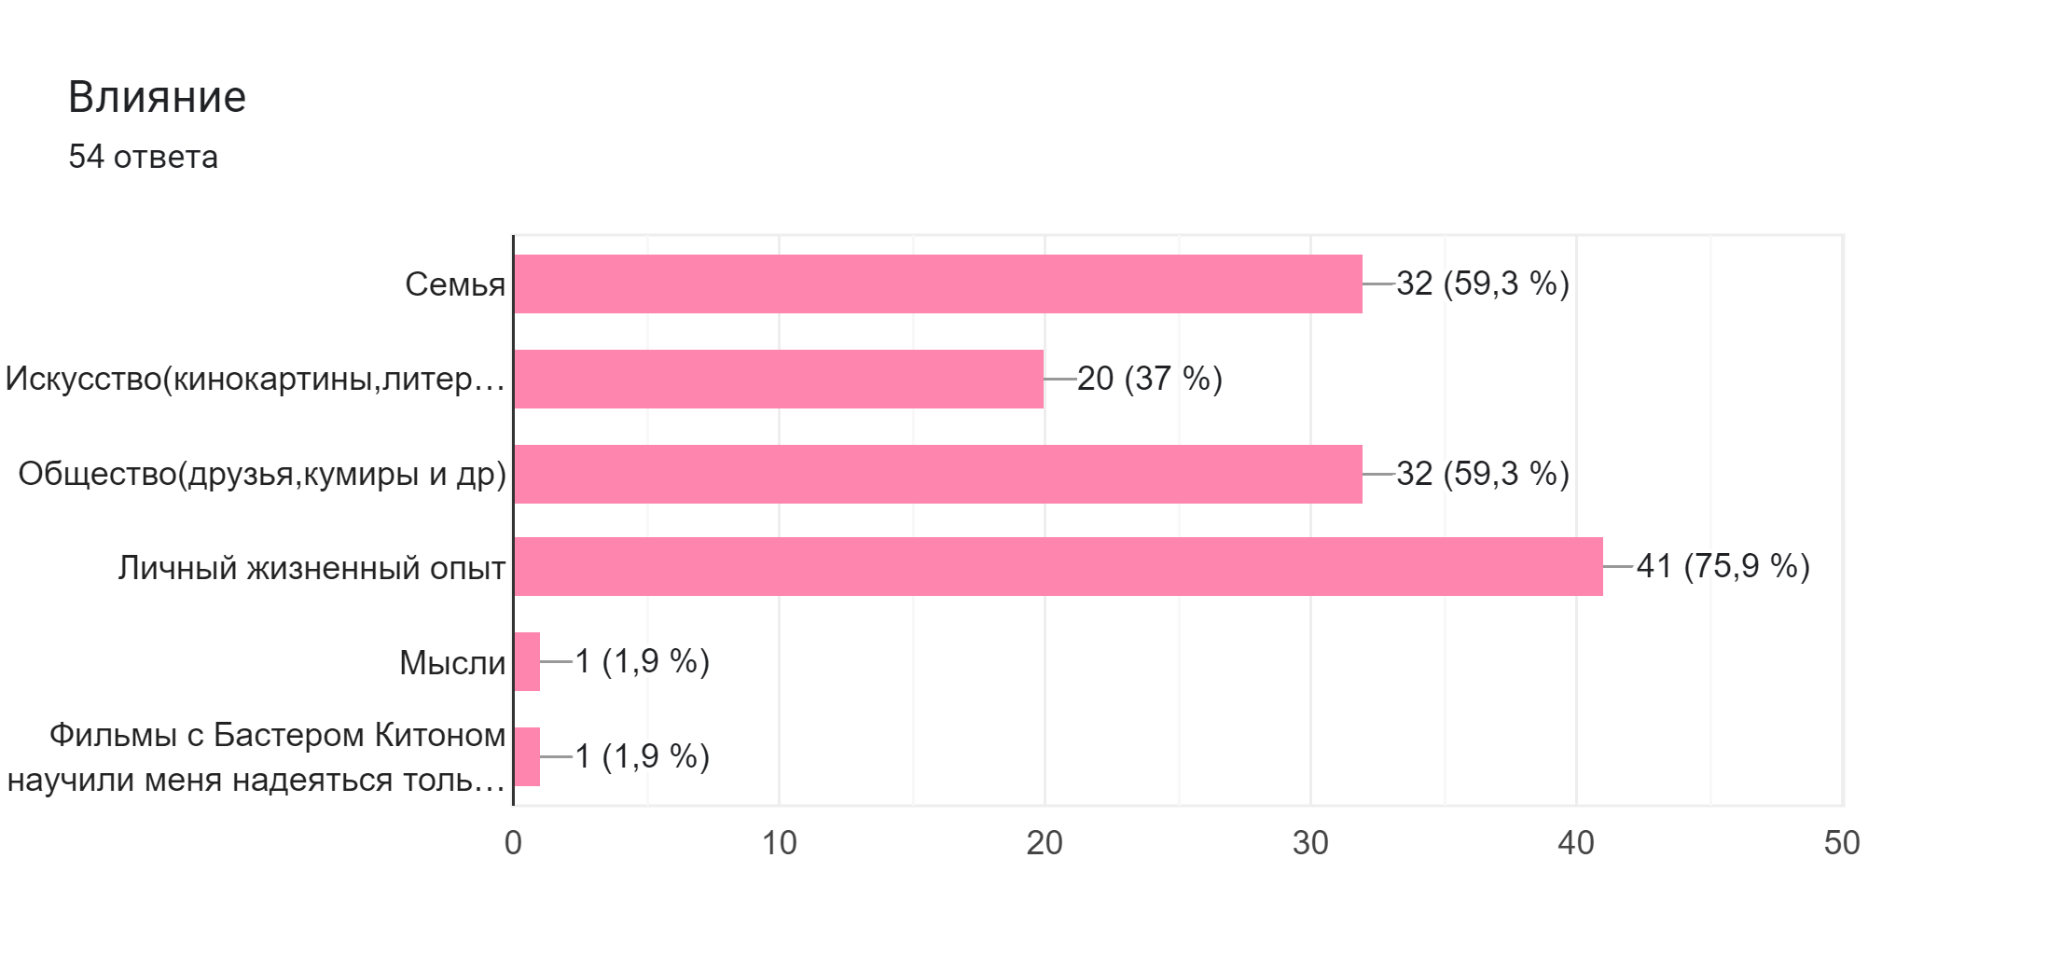 Влияние
54 ответа
Семья
32 (59,3 %)
Искусство(кинокартины,литер…
20 (37 %)
Общество(друзья,кумиры и др)
32 (59,3 %)
Личный жизненный опыт
41 (75,9 %)
Мысли
1 (1,9 %)
Фильмы с Бастером Китоном
научили меня надеяться толь…
1 (1,9 %)
0 10 20 30 40 50